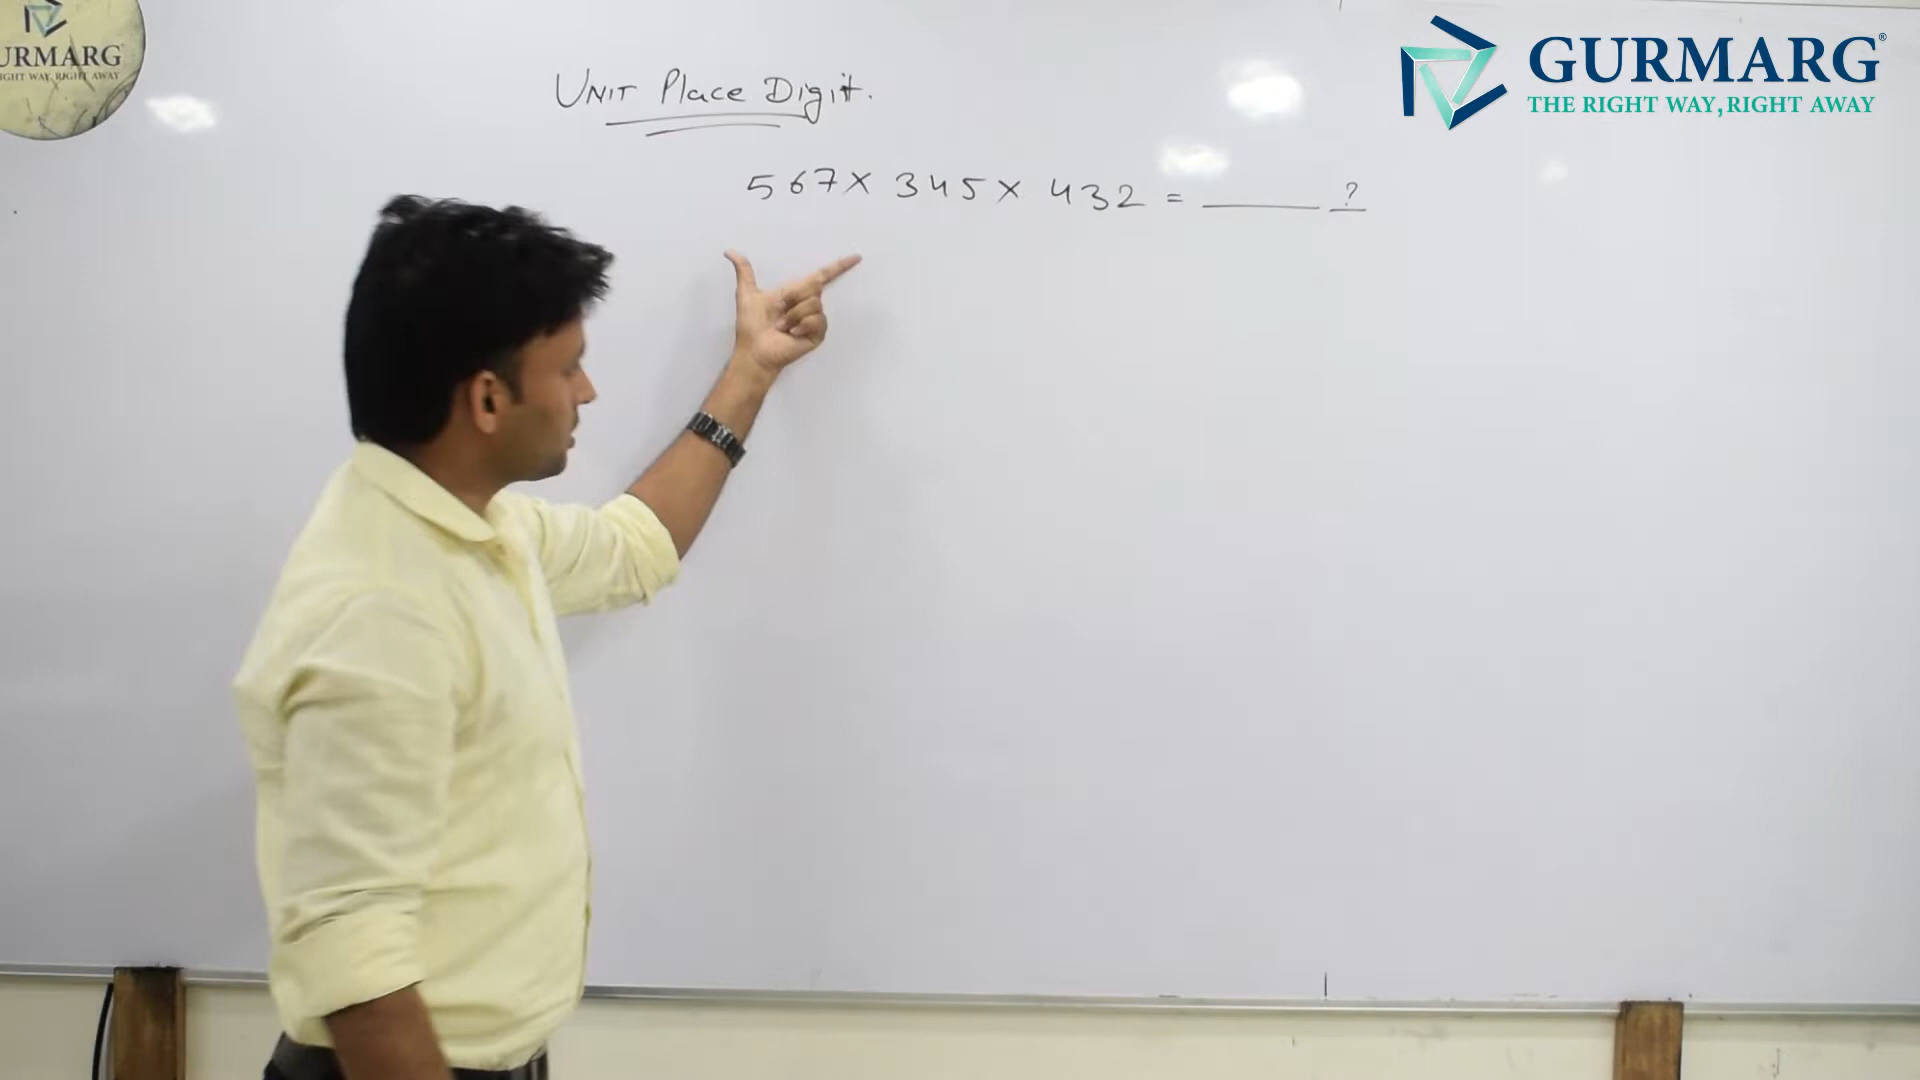 URMARG
IGHT WAY, RIGHT AWAY
GURMARG®
THE RIGHT WAY, RIGHT AWAY
UNIT Place Digit.
567 × 345 × 432 = ______ ?